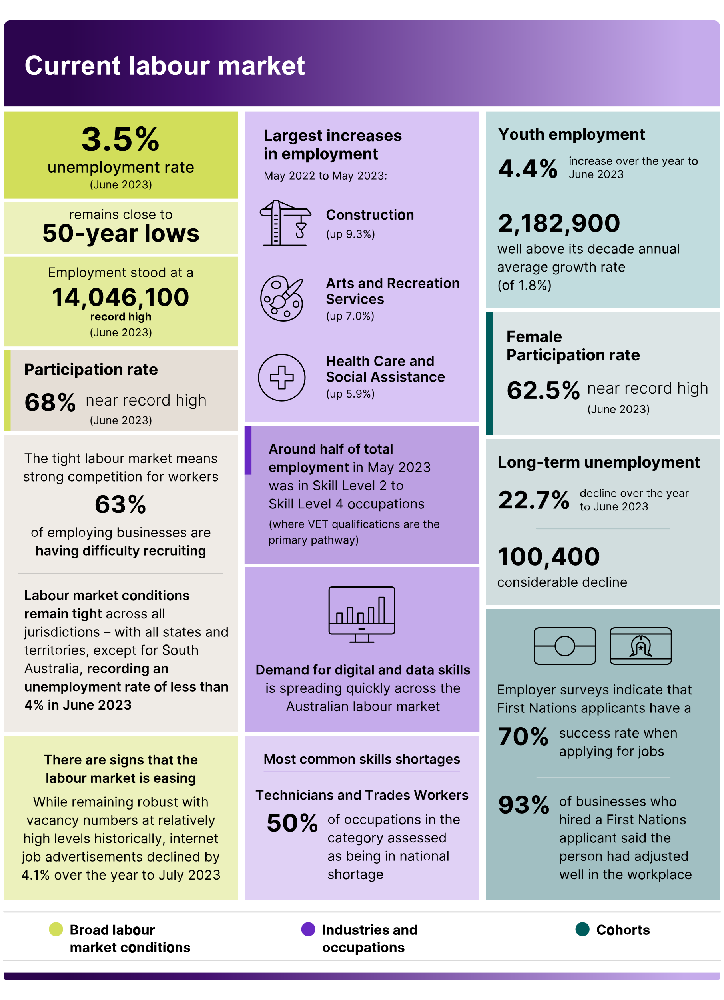 Current labour market
3.5%
unemployment rate
(June 2023)
remains close to
50-year lows
Employment stood at a
14,046,100
record high
(June 2023)
Participation rate
68% near record high
(June 2023)
The tight labour market means
strong competition for workers
63%
of employing businesses are
having difficulty recruiting
Labour market conditions
remain tight across all
jurisdictions – with all states and
territories, except for South
Australia, recording an
unemployment rate of less than
4% in June 2023
There are signs that the
labour market is easing
While remaining robust with
vacancy numbers at relatively
high levels historically, internet
job advertisements declined by
4.1% over the year to July 2023
Largest increases
in employment
May 2022 to May 2023:
Construction
(up 9.3%)
Arts and Recreation
Services
(up 7.0%)
Health Care and
Social Assistance
(up 5.9%)
Around half of total
employment in May 2023
was in Skill Level 2 to
Skill Level 4 occupations
(where VET qualifications are the
primary pathway)
Demand for digital and data skills
is spreading quickly across the
Australian labour market
Most common skills shortages
Technicians and Trades Workers
50% of occupations in the
category assessed
as being in national
shortage
Youth employment
4.4% increase over the year to
June 2023
2,182,900
well above its decade annual
average growth rate
(of 1.8%)
Female
Participation rate
62.5% near record high
(June 2023)
Long-term unemployment
22.7% decline over the year
to June 2023
100,400
considerable decline
Employer surveys indicate that
First Nations applicants have a
70% success rate when
applying for jobs
93% of businesses who
hired a First Nations
applicant said the
person had adjusted
well in the workplace
Broad labour
market conditions
Industries and
occupations
Cohorts